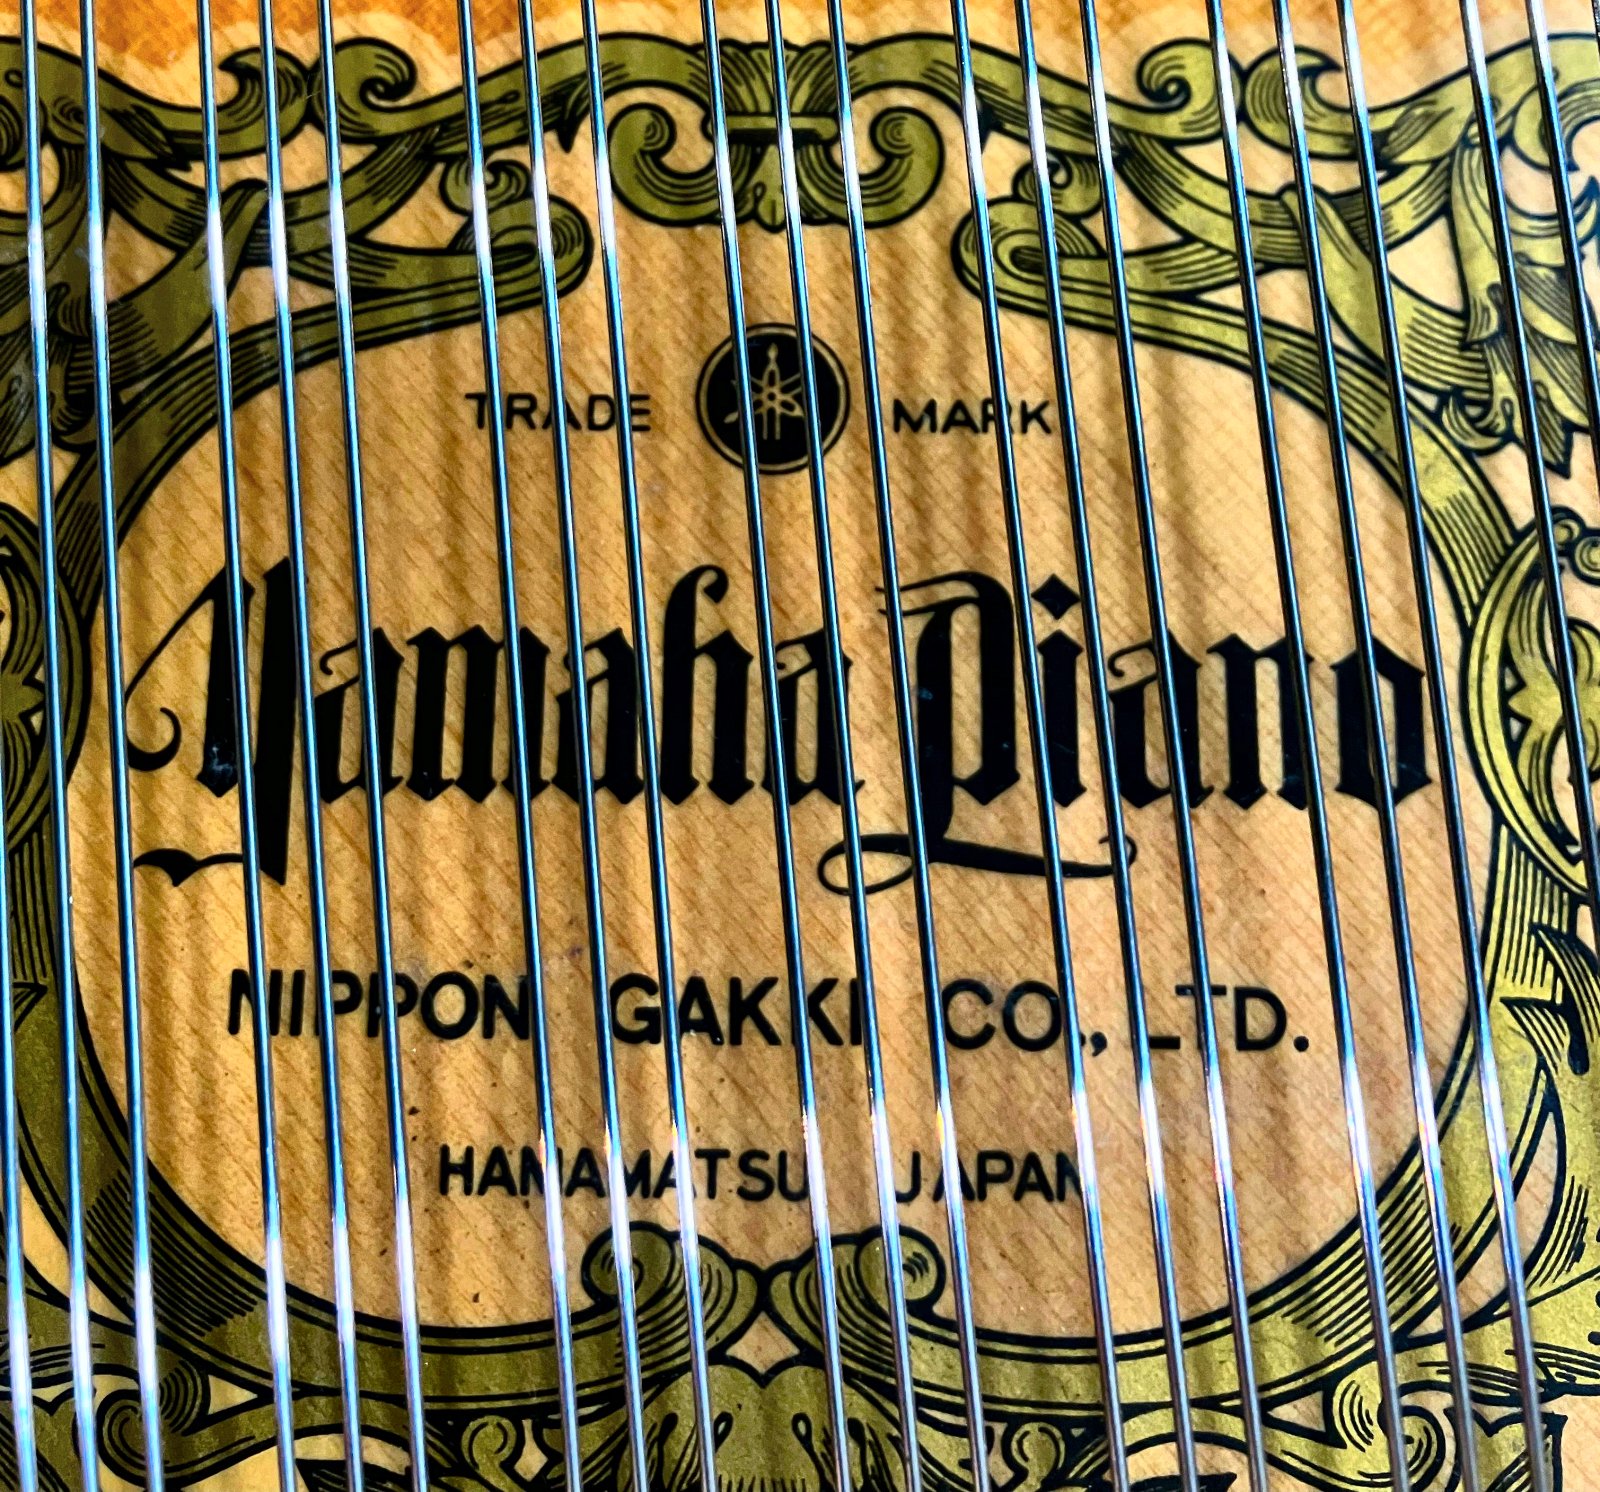 TRADE MARK
Yamaha Piano
NIPPON GAKKI CO., LTD.
HAMAMATSU JAPAN